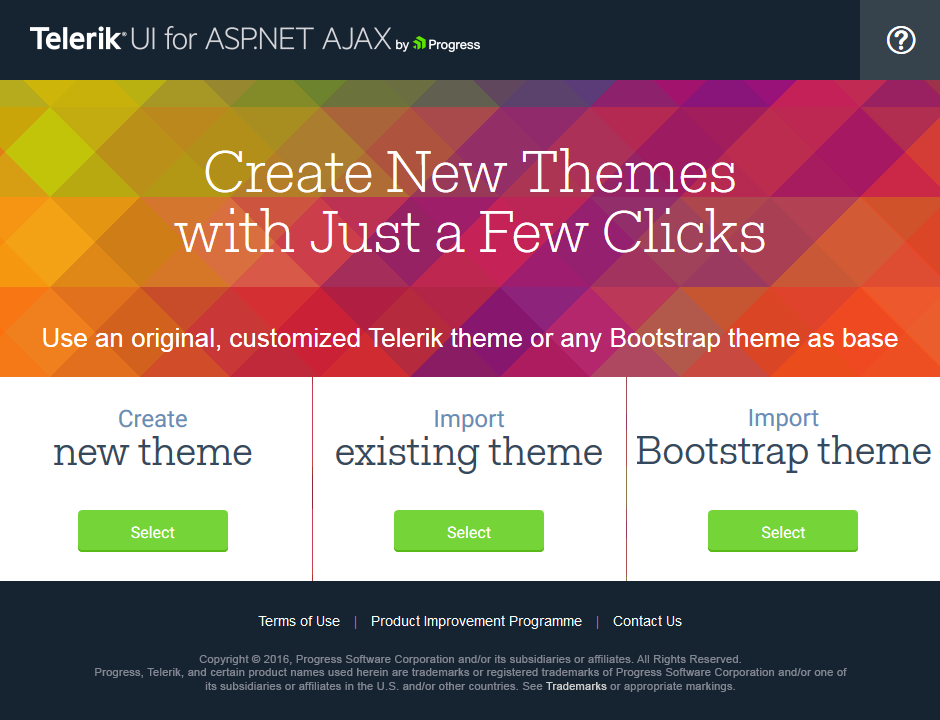 Telerik® UI for ASP.NET AJAX by Progress
?
Create New Themes
with Just a Few Clicks
Use an original, customized Telerik theme or any Bootstrap theme as base
Create
new theme
Select
Import
existing theme
Select
Import
Bootstrap theme
Select
Terms of Use | Product Improvement Programme | Contact Us
Copyright © 2016, Progress Software Corporation and/or its subsidiaries or affiliates. All Rights Reserved.
Progress, Telerik, and certain product names used herein are trademarks or registered trademarks of Progress Software Corporation and/or one of
its subsidiaries or affiliates in the U.S. and/or other countries. See Trademarks or appropriate markings.